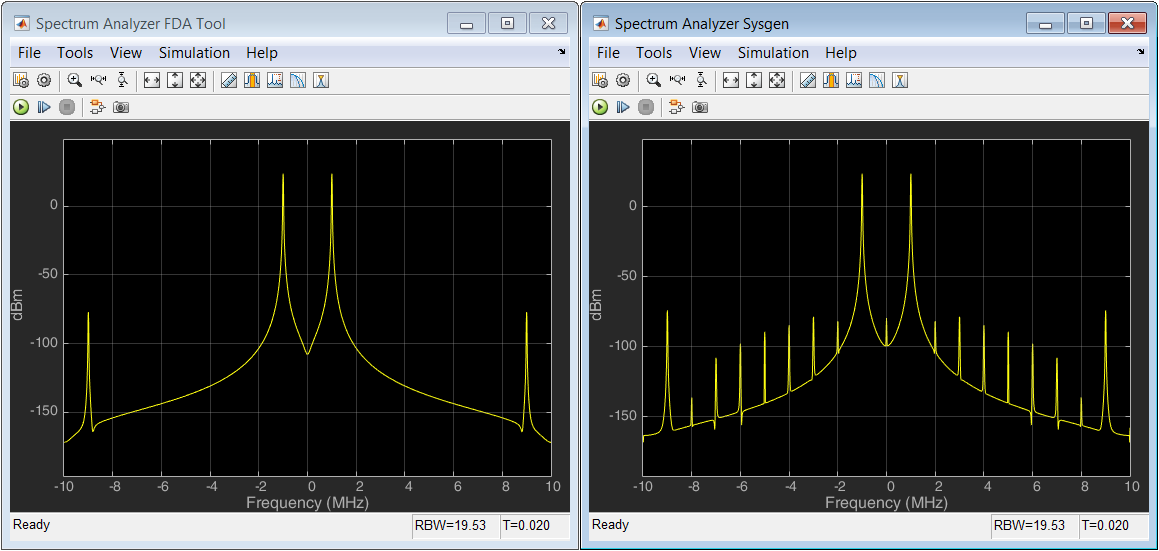 Spectrum Analyzer FDA Tool
File Tools View Simulation Help
0
-50
-100
-150
dBm
-10 -8 -6 -4 -2 0 2 4 6 8 10
Frequency (MHz)
Ready RBW=19.53 T=0.020
Spectrum Analyzer Sysgen
File Tools View Simulation Help
0
-50
-100
-150
dBm
-10 -8 -6 -4 -2 0 2 4 6 8 10
Frequency (MHz)
Ready RBW=19.53 T=0.020